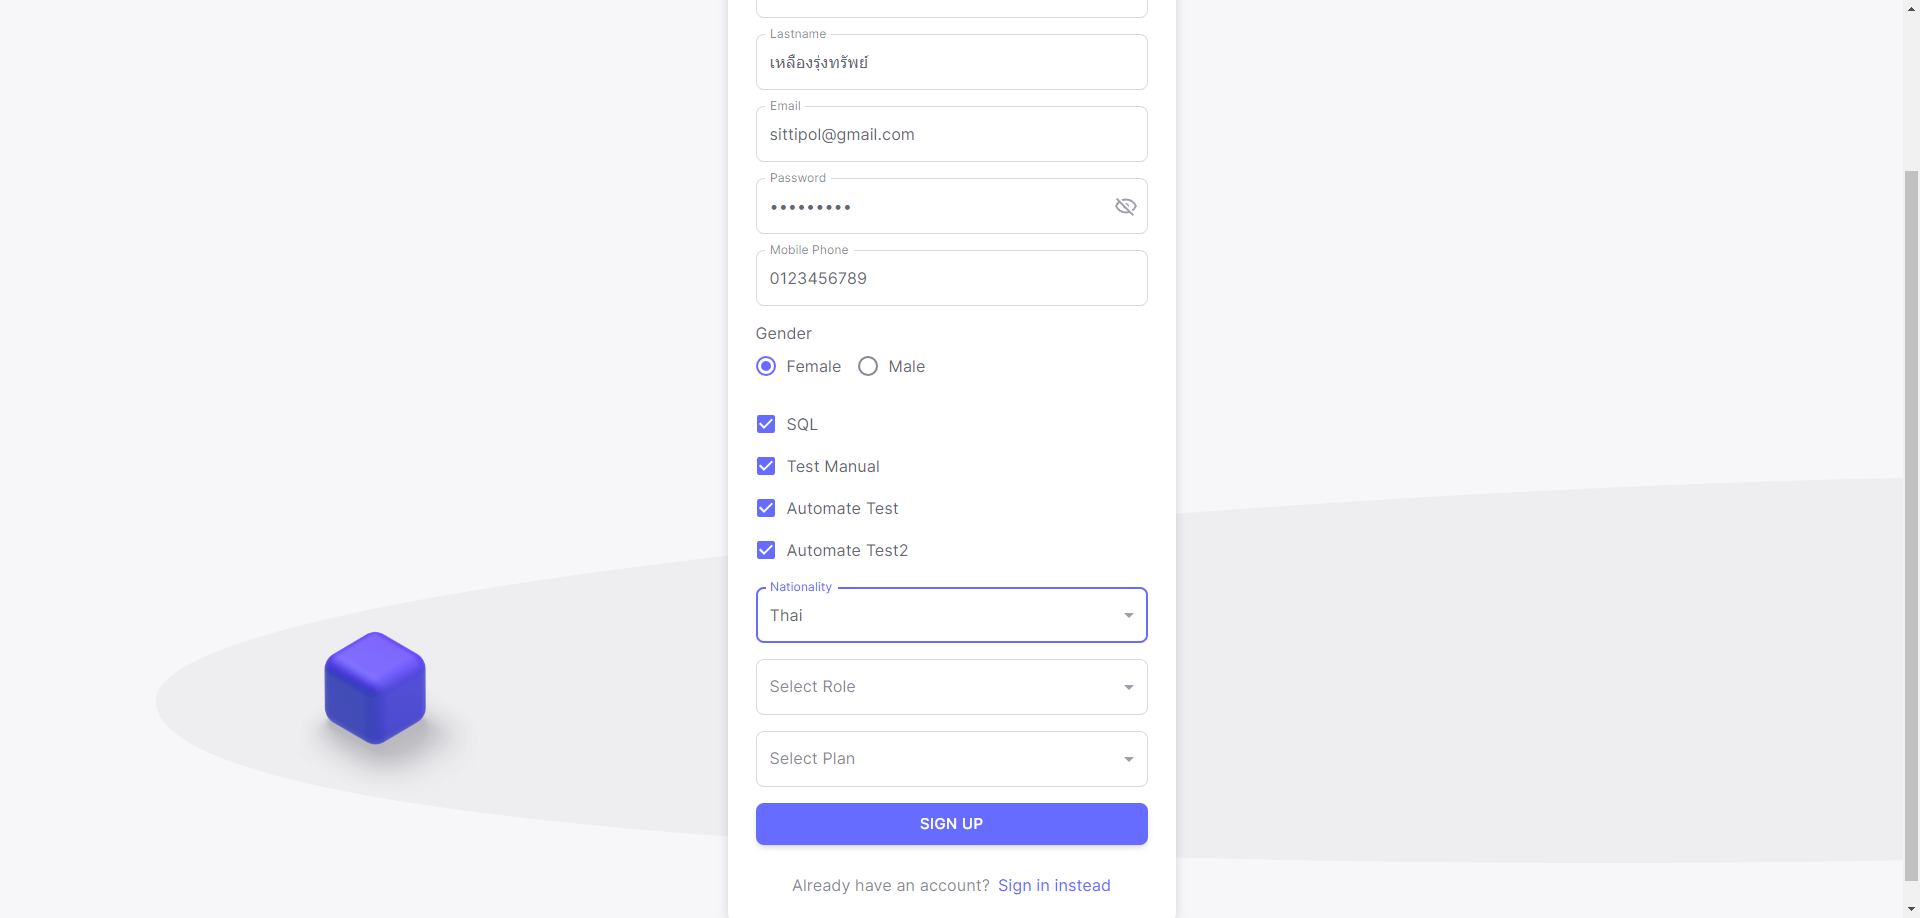 Lastname
เหลืองรุ่งทรัพย์
Email
sittipol@gmail.com
Password
•••••••••
Mobile Phone
0123456789
Gender
Female Male
SQL
Test Manual
Automate Test
Automate Test2
Nationality
Thai
Select Role
Select Plan
SIGN UP
Already have an account? Sign in instead